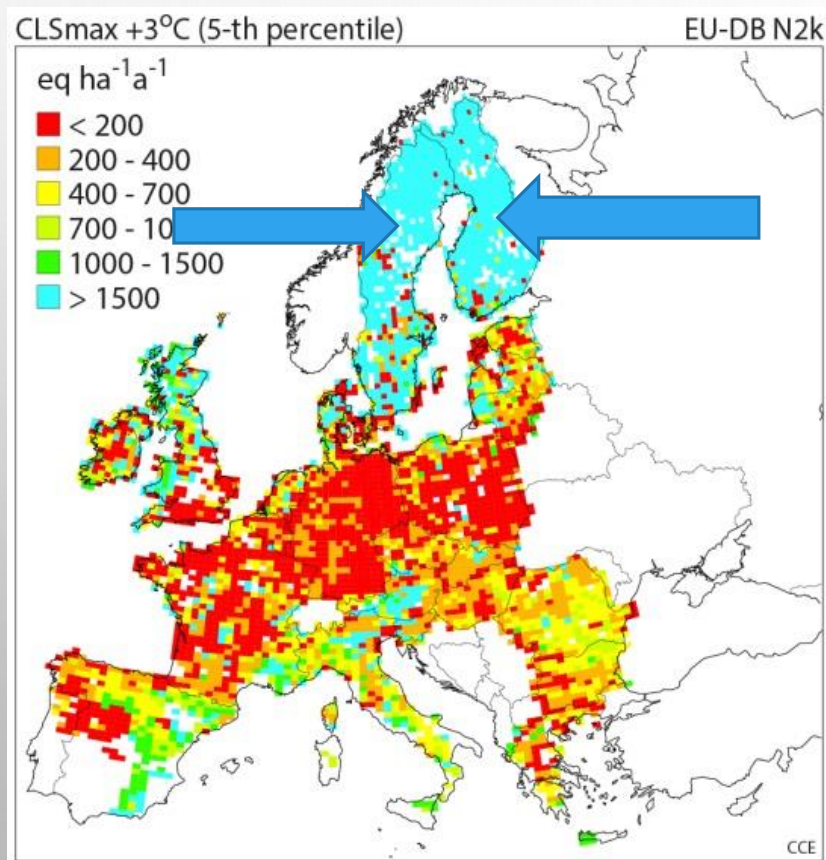 CLSmax +3°C (5-th percentile) EU-DB N2k
eq ha⁻¹a⁻¹
< 200
200 - 400
400 - 700
700 - 10
1000 - 1500
> 1500
CCE